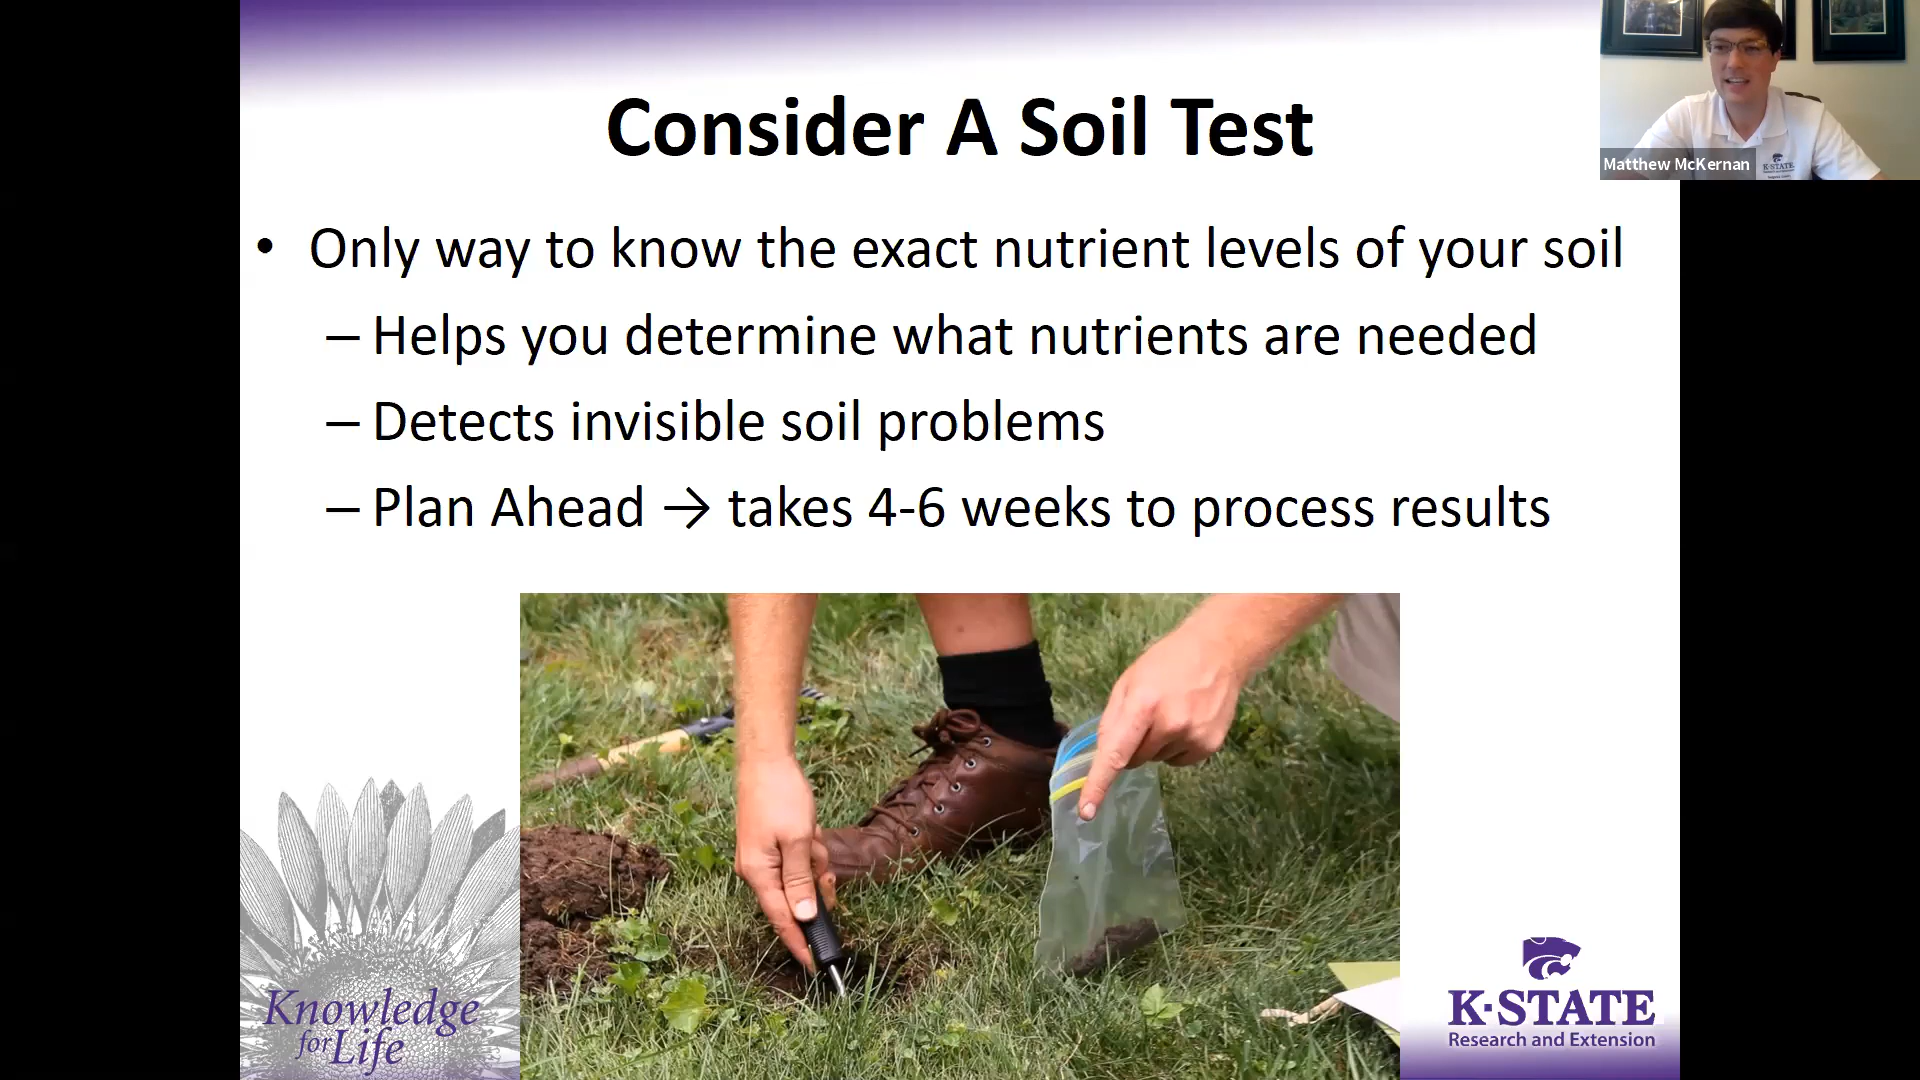 Consider A Soil Test
Matthew McKernan
K-STATE
• Only way to know the exact nutrient levels of your soil
– Helps you determine what nutrients are needed
– Detects invisible soil problems
– Plan Ahead → takes 4-6 weeks to process results
Knowledge
for Life
K-STATE
Research and Extension